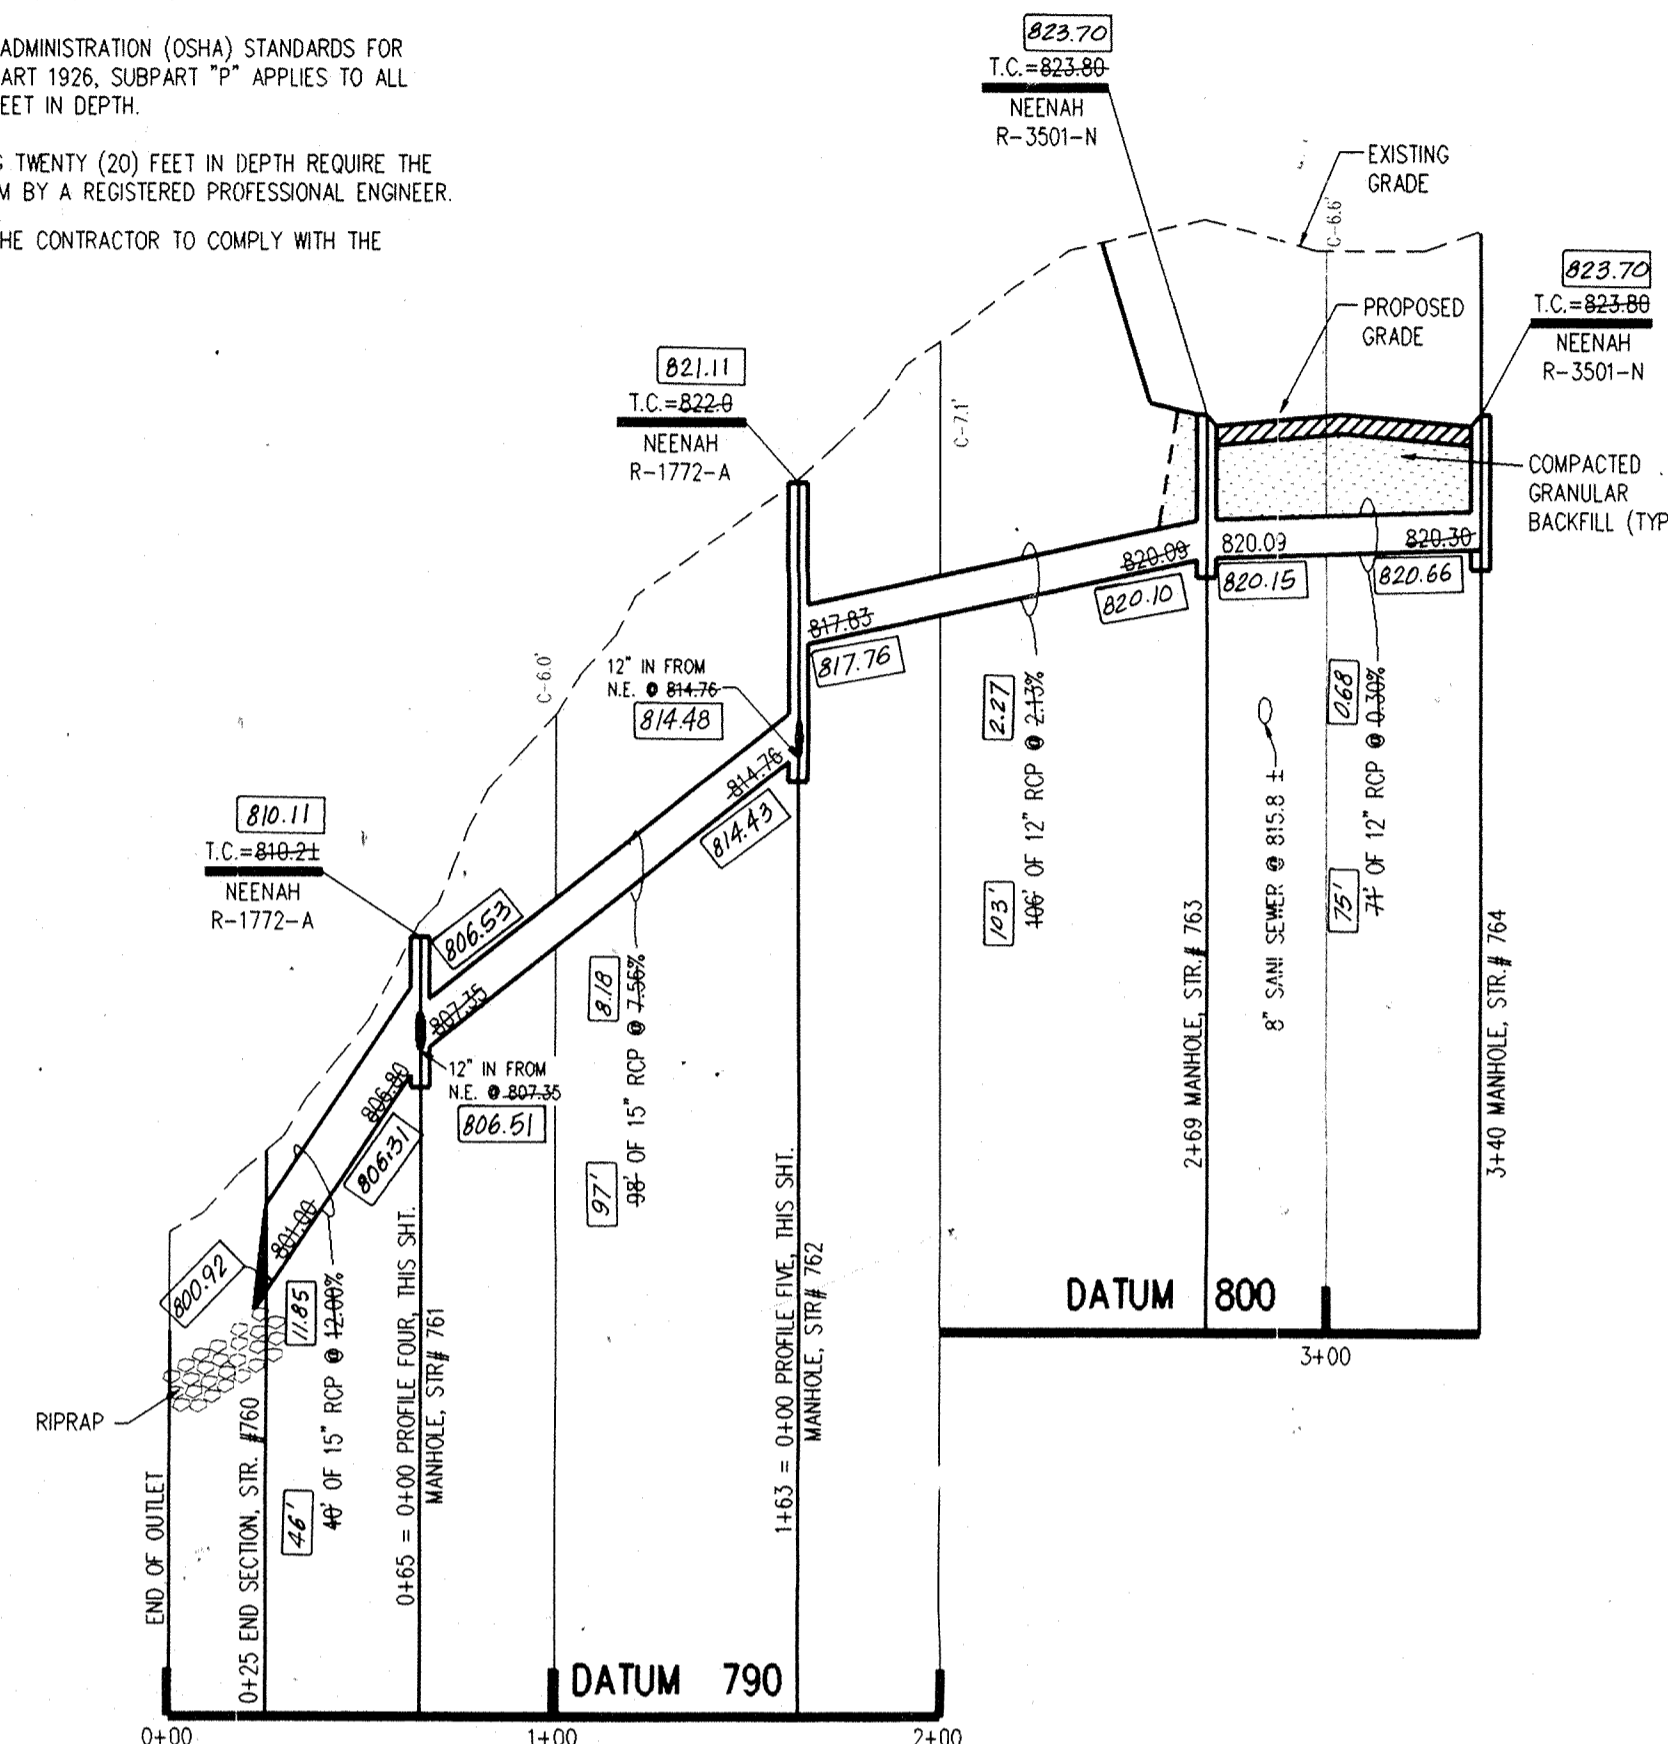 ADMINISTRATION (OSHA) STANDARDS FOR
ART 1926, SUBPART "P" APPLIES TO ALL
EET IN DEPTH.
TWENTY (20) FEET IN DEPTH REQUIRE THE
M BY A REGISTERED PROFESSIONAL ENGINEER.
HE CONTRACTOR TO COMPLY WITH THE
823.70
T.C.=823.80
NEENAH
R-3501-N
EXISTING
GRADE
C-6.6'
823.70
T.C.=823.80
NEENAH
R-3501-N
PROPOSED
GRADE
821.11
T.C.=822.0
NEENAH
R-1772-A
C-7.1'
COMPACTED
GRANULAR
BACKFILL (TYP
820.09
820.09
820.30
820.10
820.15
820.66
817.83
817.76
C-6.0'
12" IN FROM
N.E. @ 814.76
814.48
814.76
814.43
2.27
103'
106' OF 12" RCP @ 2.13%
8" SANI SEWER @ 815.8 ±
0.68
75'
71' OF 12" RCP @ 0.30%
810.11
T.C.=810.21
NEENAH
R-1772-A
806.53
807.35
12" IN FROM
N.E. @ 807.35
806.51
806.80
806.31
8.18
97'
98' OF 15" RCP @ 7.56%
801.00
800.92
11.85
46'
40' OF 15" RCP @ 12.00%
RIPRAP
END OF OUTLET
0+25 END SECTION, STR. #760
0+65 = 0+00 PROFILE FOUR, THIS SHT.
MANHOLE, STR# 761
1+63 = 0+00 PROFILE FIVE, THIS SHT.
MANHOLE, STR# 762
2+69 MANHOLE, STR.# 763
3+40 MANHOLE, STR.# 764
DATUM 800
3+00
DATUM 790
0+00
1+00
2+00